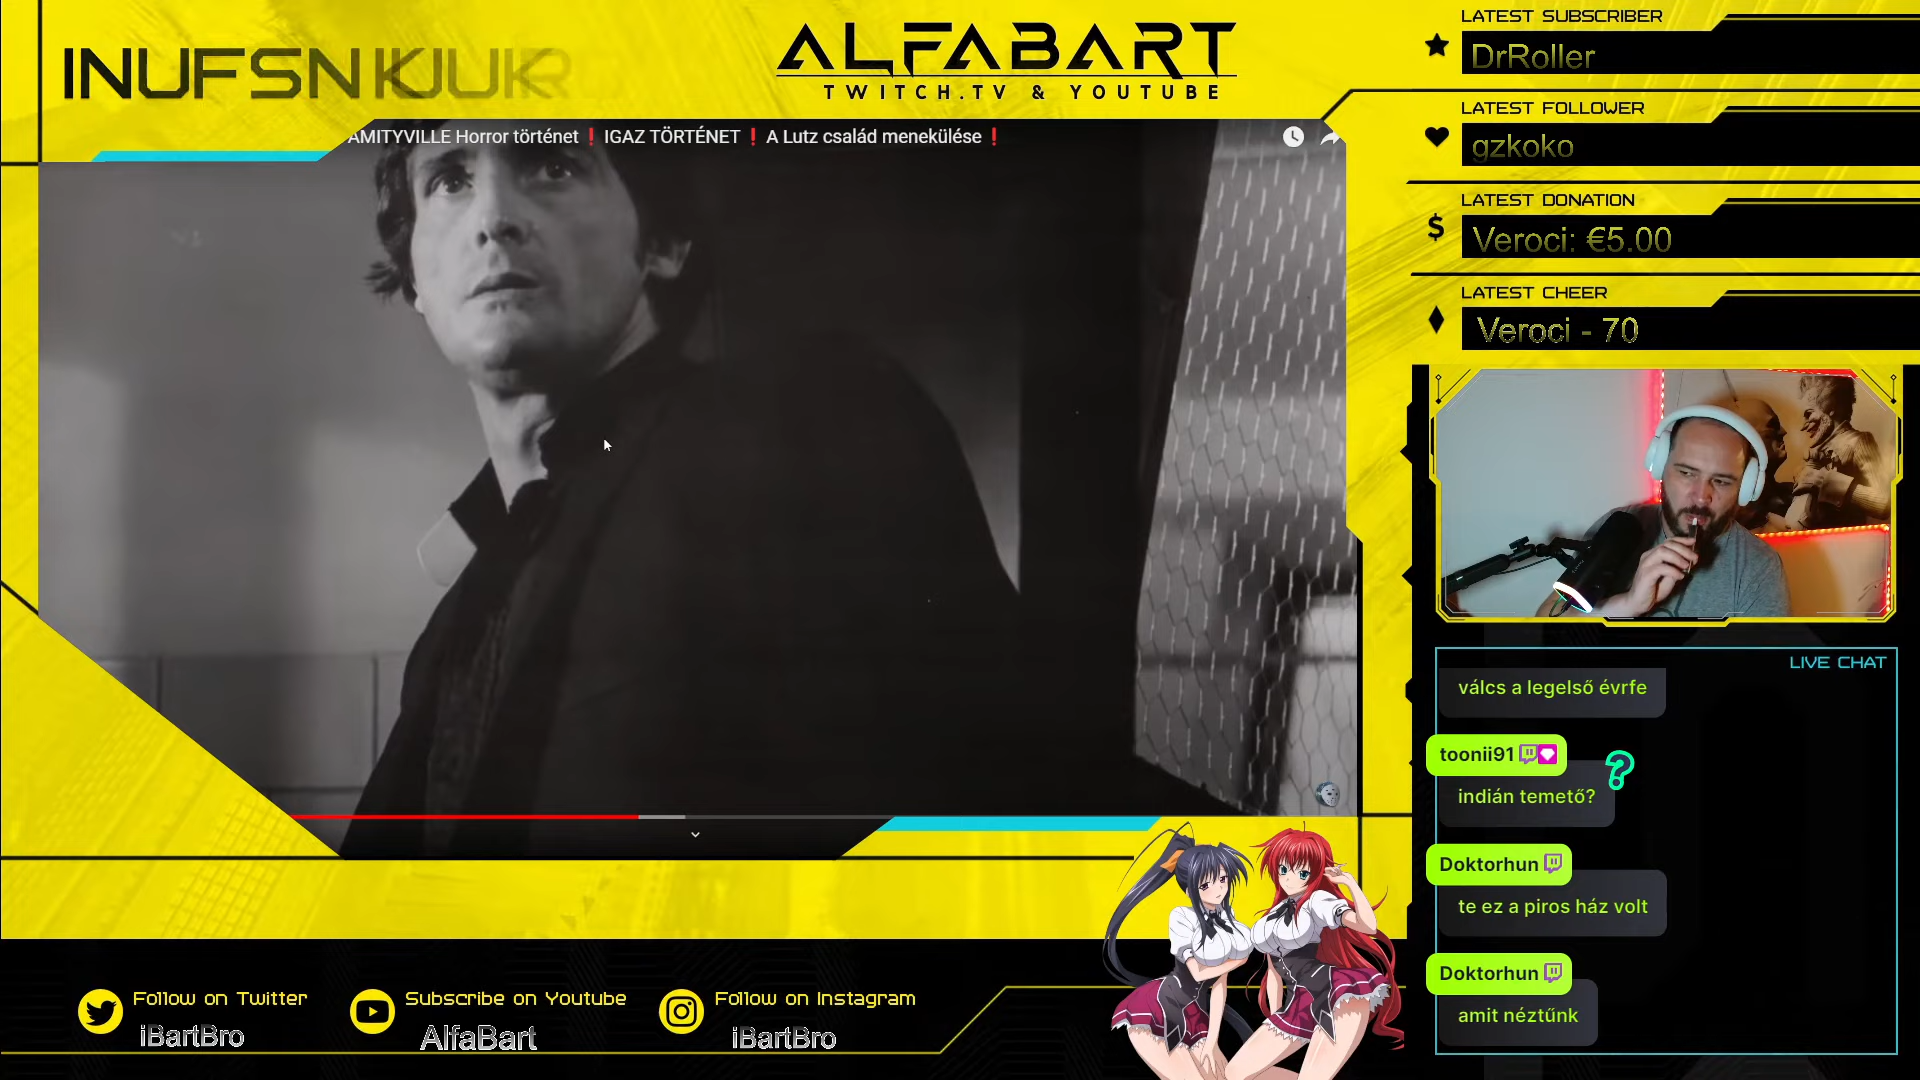 ALFABART
TWITCH.TV & YOUTUBE
AMITYVILLE Horror történet❗ IGAZ TÖRTÉNET❗ A Lutz család menekülése❗
LATEST SUBSCRIBER
DrRoller
LATEST FOLLOWER
gzkoko
LATEST DONATION
$
Veroci: €5.00
LATEST CHEER
Veroci - 70
LIVE CHAT
válcs a legelső évrfe
toonii91
indián temető?
Doktorhun
te ez a piros ház volt
Doktorhun
amit néztűnk
Follow on Twitter
iBartBro
Subscribe on Youtube
AlfaBart
Follow on Instagram
iBartBro